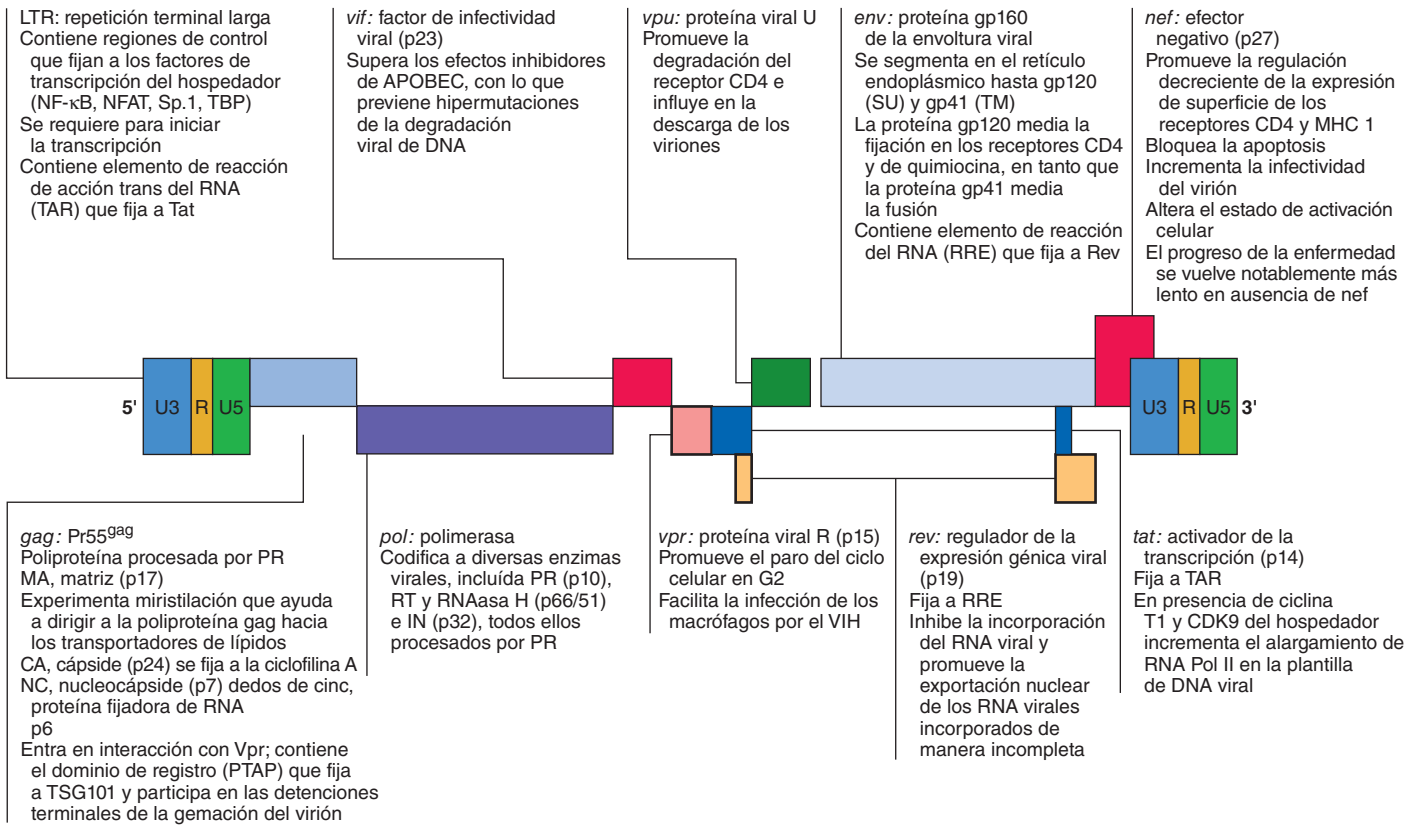 LTR: repetición terminal larga
Contiene regiones de control
que fijan a los factores de
transcripción del hospedador
(NF-κB, NFAT, Sp.1, TBP)
Se requiere para iniciar
la transcripción
Contiene elemento de reacción
de acción trans del RNA
(TAR) que fija a Tat
vif: factor de infectividad
viral (p23)
Supera los efectos inhibidores
de APOBEC, con lo que
previene hipermutaciones
de la degradación
viral de DNA
vpu: proteína viral U
Promueve la
degradación del
receptor CD4 e
influye en la
descarga de los
viriones
env: proteína gp160
de la envoltura viral
Se segmenta en el retículo
endoplásmico hasta gp120
(SU) y gp41 (TM)
La proteína gp120 media la
fijación en los receptores CD4
y de quimiocina, en tanto que
la proteína gp41 media
la fusión
Contiene elemento de reacción
del RNA (RRE) que fija a Rev
nef: efector
negativo (p27)
Promueve la regulación
decreciente de la expresión
de superficie de los
receptores CD4 y MHC 1
Bloquea la apoptosis
Incrementa la infectividad
del virión
Altera el estado de activación
celular
El progreso de la enfermedad
se vuelve notablemente más
lento en ausencia de nef
5' U3 R U5 U3 R U5 3'
gag: Pr55gag
Poliproteína procesada por PR
MA, matriz (p17)
Experimenta miristilación que ayuda
a dirigir a la poliproteína gag hacia
los transportadores de lípidos
CA, cápside (p24) se fija a la ciclofilina A
NC, nucleocápside (p7) dedos de cinc,
proteína fijadora de RNA
p6
Entra en interacción con Vpr; contiene
el dominio de registro (PTAP) que fija
a TSG101 y participa en las detenciones
terminales de la gemación del virión
pol: polimerasa
Codifica a diversas enzimas
virales, incluída PR (p10),
RT y RNAasa H (p66/51)
e IN (p32), todos ellos
procesados por PR
vpr: proteína viral R (p15)
Promueve el paro del ciclo
celular en G2
Facilita la infección de los
macrófagos por el VIH
rev: regulador de la
expresión génica viral
(p19)
Fija a RRE
Inhibe la incorporación
del RNA viral y
promueve la
exportación nuclear
de los RNA virales
incorporados de
manera incompleta
tat: activador de la
transcripción (p14)
Fija a TAR
En presencia de ciclina
T1 y CDK9 del hospedador
incrementa el alargamiento de
RNA Pol II en la plantilla
de DNA viral